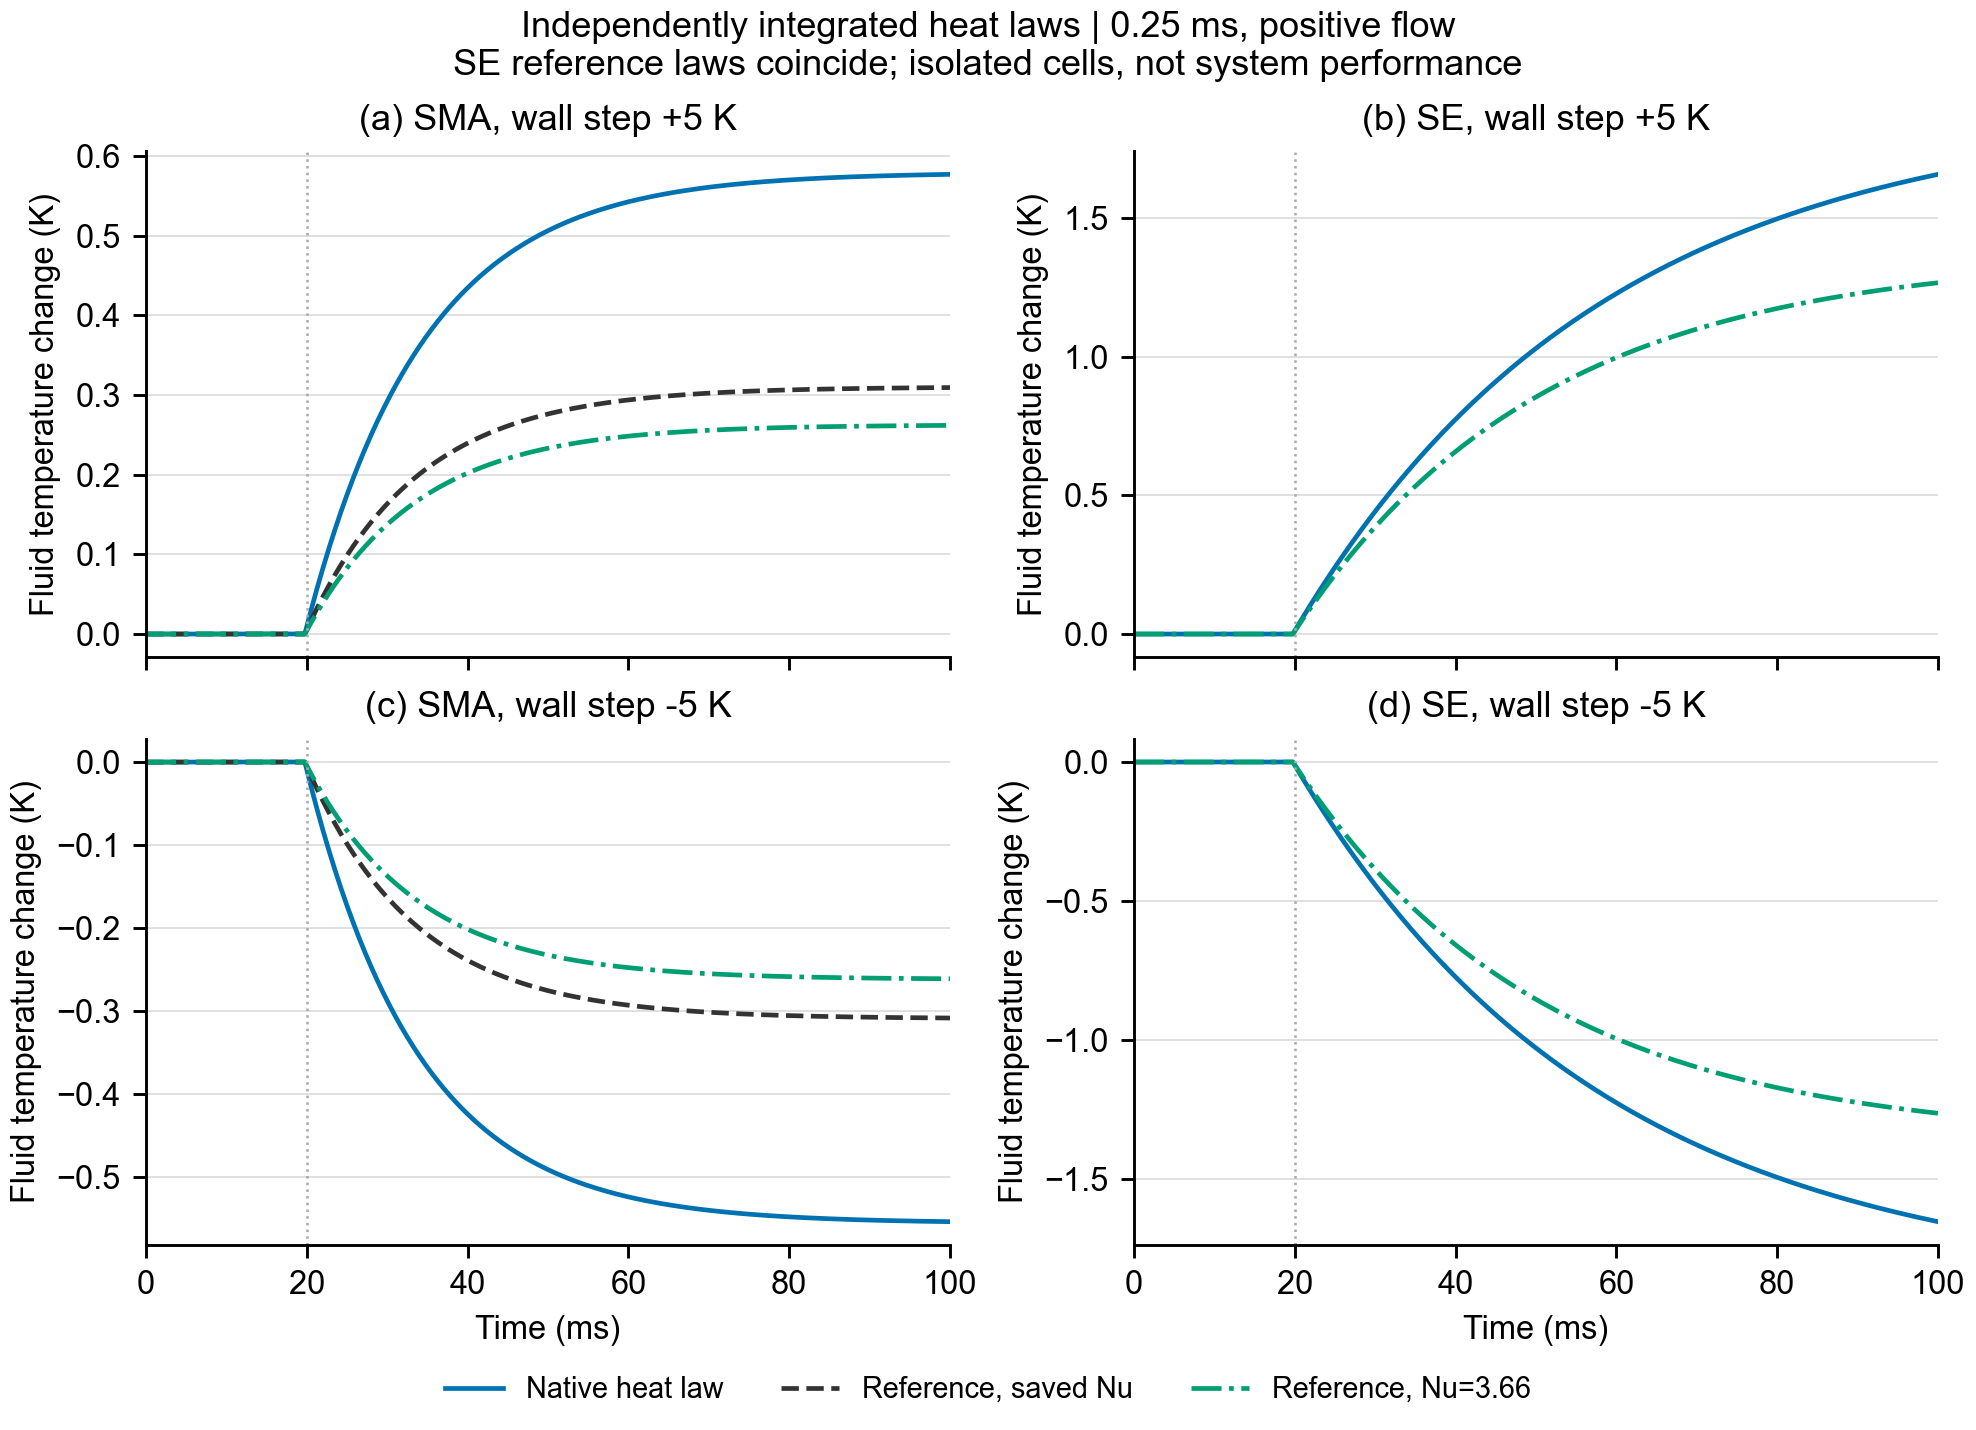 Independently integrated heat laws | 0.25 ms, positive flow
SE reference laws coincide; isolated cells, not system performance
(a) SMA, wall step +5 K
Fluid temperature change (K)
0.6
0.5
0.4
0.3
0.2
0.1
0.0
(b) SE, wall step +5 K
Fluid temperature change (K)
1.5
1.0
0.5
0.0
(c) SMA, wall step -5 K
Fluid temperature change (K)
0.0
−0.1
−0.2
−0.3
−0.4
−0.5
0 20 40 60 80 100
Time (ms)
(d) SE, wall step -5 K
Fluid temperature change (K)
0.0
−0.5
−1.0
−1.5
0 20 40 60 80 100
Time (ms)
Native heat law
Reference, saved Nu
Reference, Nu=3.66